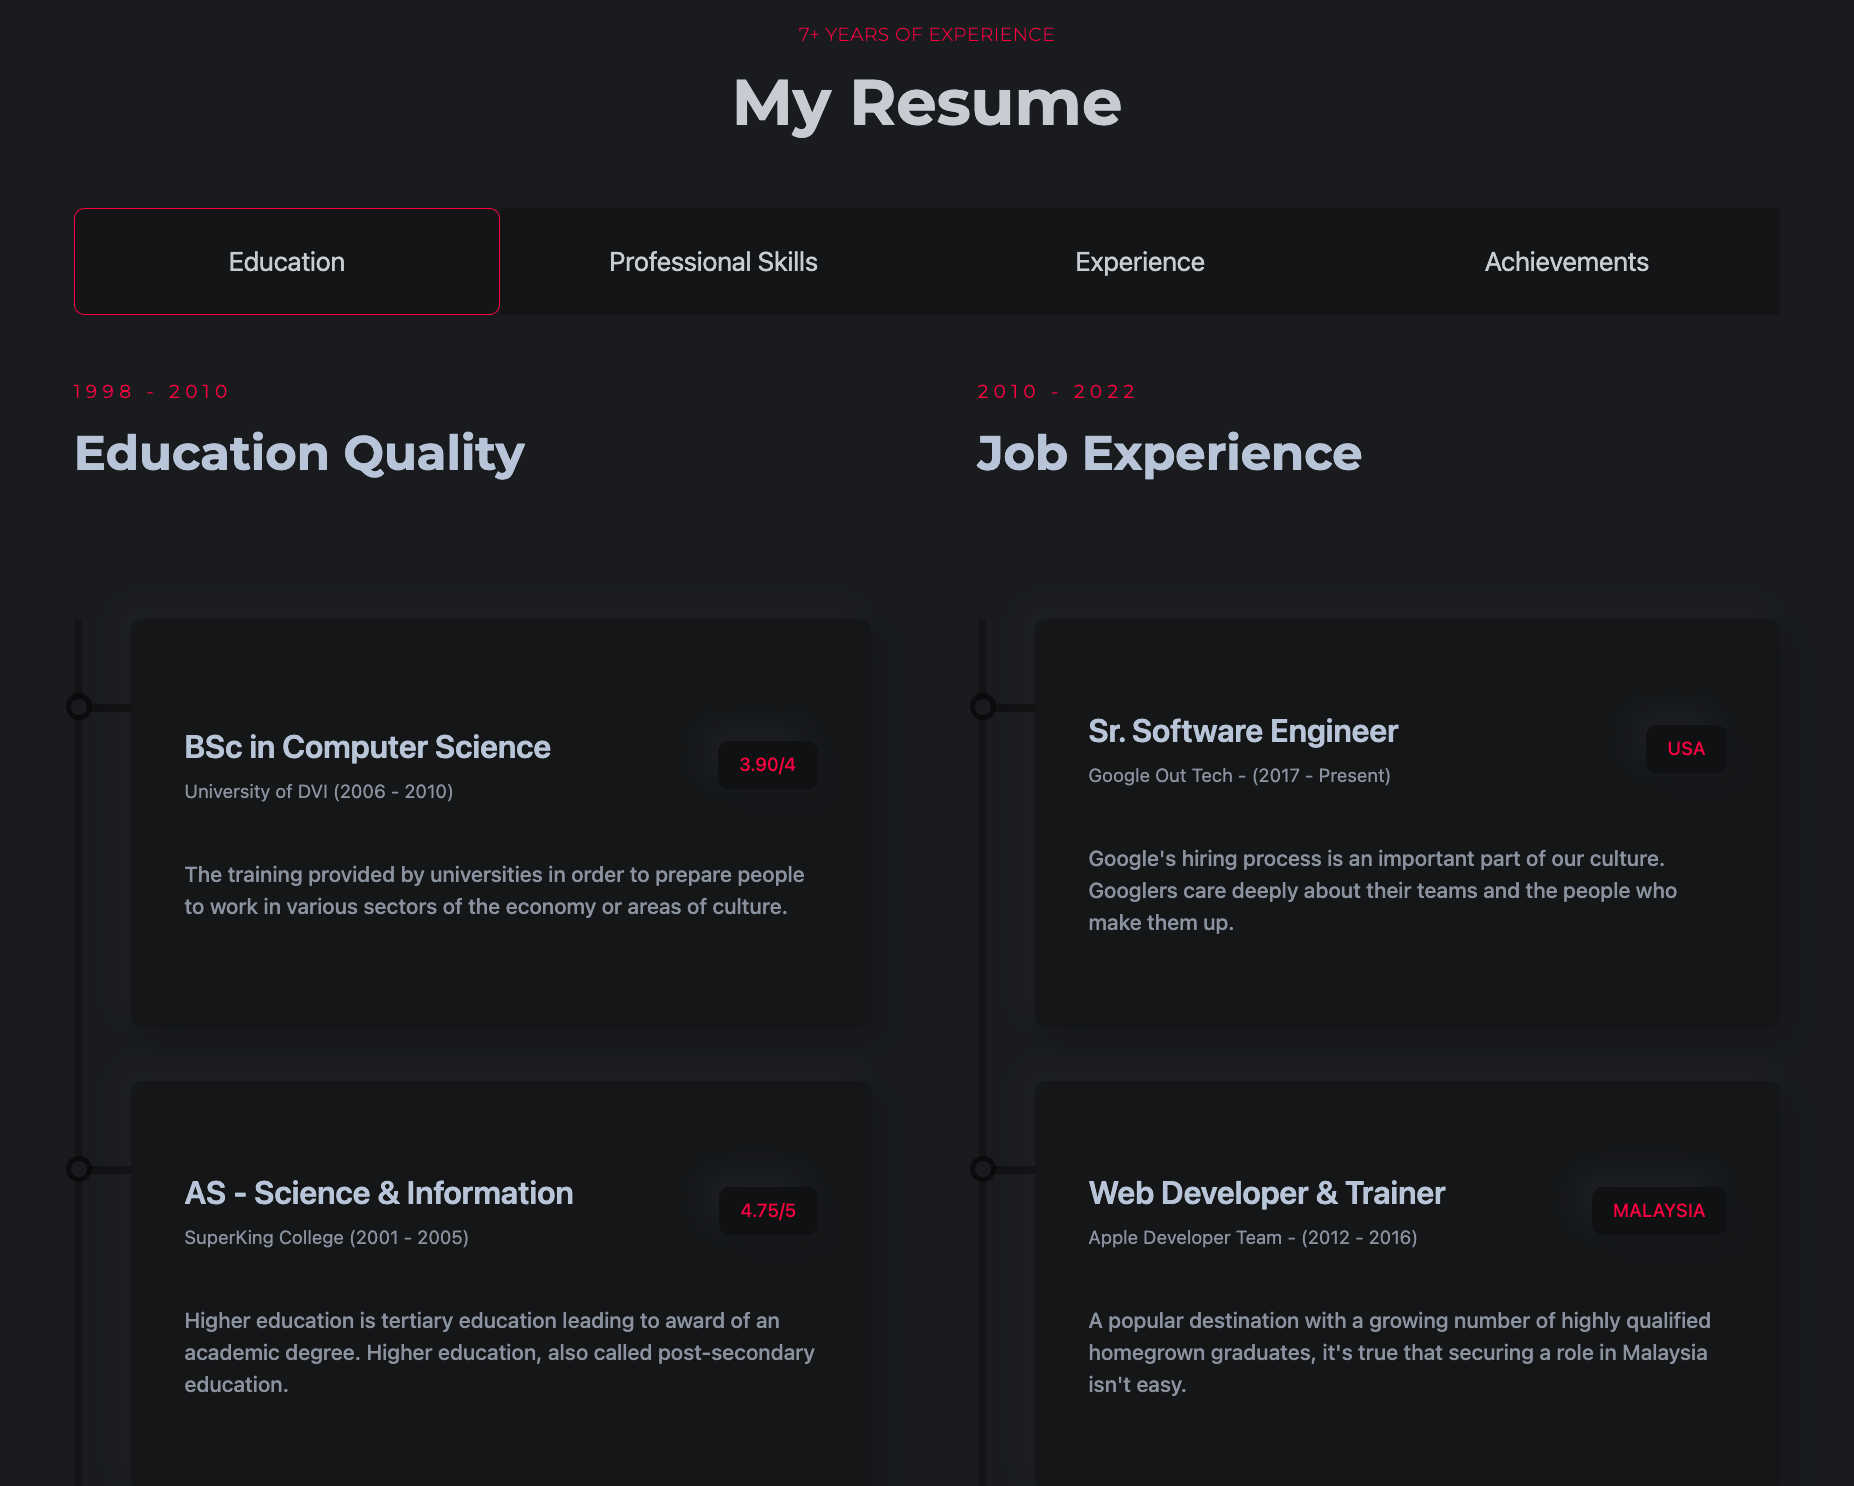 7+ YEARS OF EXPERIENCE
My Resume
Education
Professional Skills
Experience
Achievements
1998 - 2010
Education Quality
BSc in Computer Science
University of DVI (2006 - 2010)
3.90/4
The training provided by universities in order to prepare people
to work in various sectors of the economy or areas of culture.
AS - Science & Information
SuperKing College (2001 - 2005)
4.75/5
Higher education is tertiary education leading to award of an
academic degree. Higher education, also called post-secondary
education.
2010 - 2022
Job Experience
Sr. Software Engineer
Google Out Tech - (2017 - Present)
USA
Google's hiring process is an important part of our culture.
Googlers care deeply about their teams and the people who
make them up.
Web Developer & Trainer
Apple Developer Team - (2012 - 2016)
MALAYSIA
A popular destination with a growing number of highly qualified
homegrown graduates, it's true that securing a role in Malaysia
isn't easy.